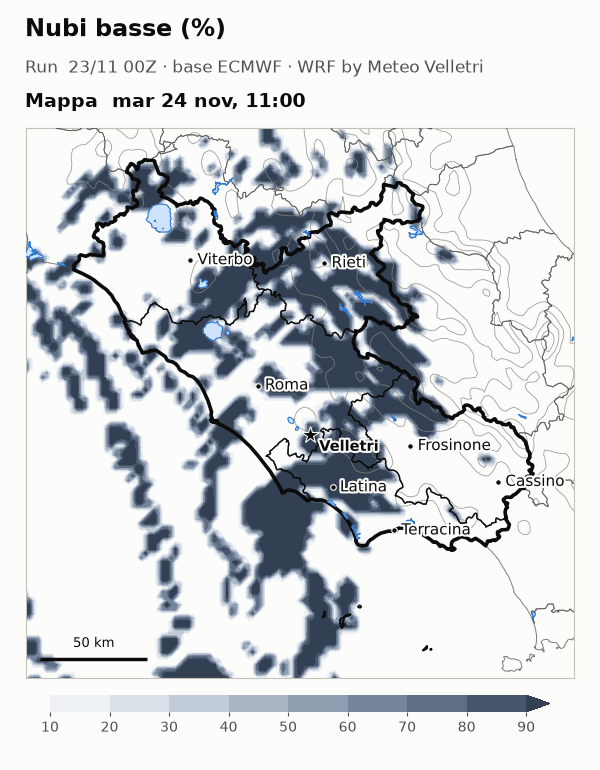 Nubi basse (%)
Run 23/11 00Z · base ECMWF · WRF by Meteo Velletri
Mappa mar 24 nov, 11:00
Viterbo
Rieti
Roma
Velletri
Frosinone
Cassino
Latina
Terracina
50 km
10 20 30 40 50 60 70 80 90